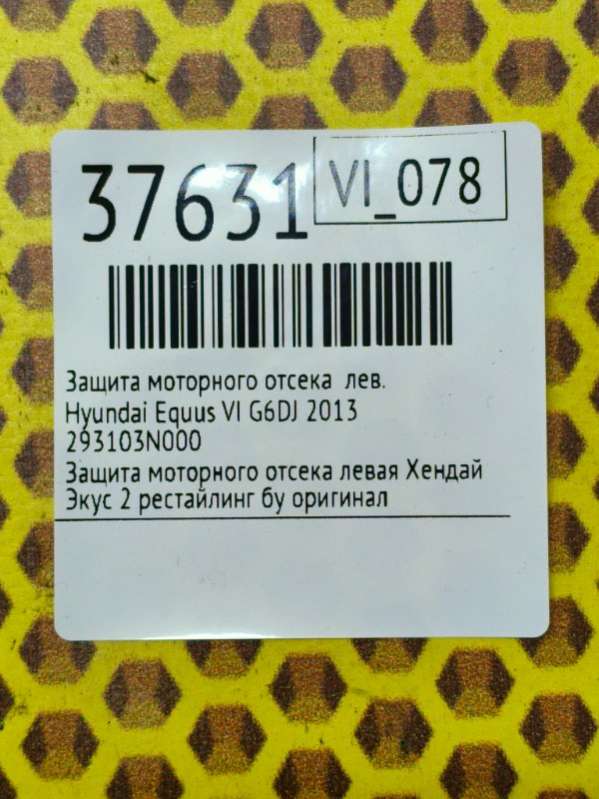 37631
VI_078
Защита моторного отсека лев.
Hyundai Equus VI G6DJ 2013
293103N000
Защита моторного отсека левая Хендай
Экус 2 рестайлинг бу оригинал